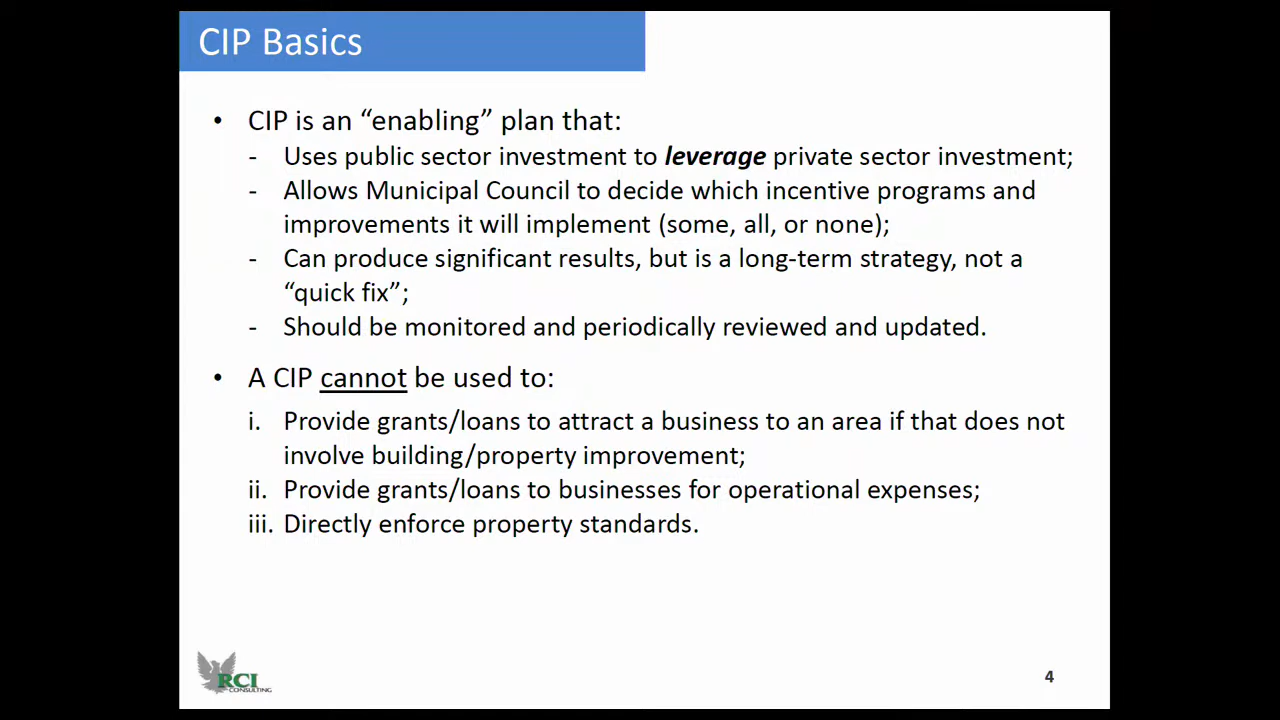 CIP Basics
• CIP is an “enabling” plan that:
- Uses public sector investment to leverage private sector investment;
- Allows Municipal Council to decide which incentive programs and
improvements it will implement (some, all, or none);
- Can produce significant results, but is a long-term strategy, not a
“quick fix”;
- Should be monitored and periodically reviewed and updated.
• A CIP cannot be used to:
i. Provide grants/loans to attract a business to an area if that does not
involve building/property improvement;
ii. Provide grants/loans to businesses for operational expenses;
iii. Directly enforce property standards.
RCI
CONSULTING
4